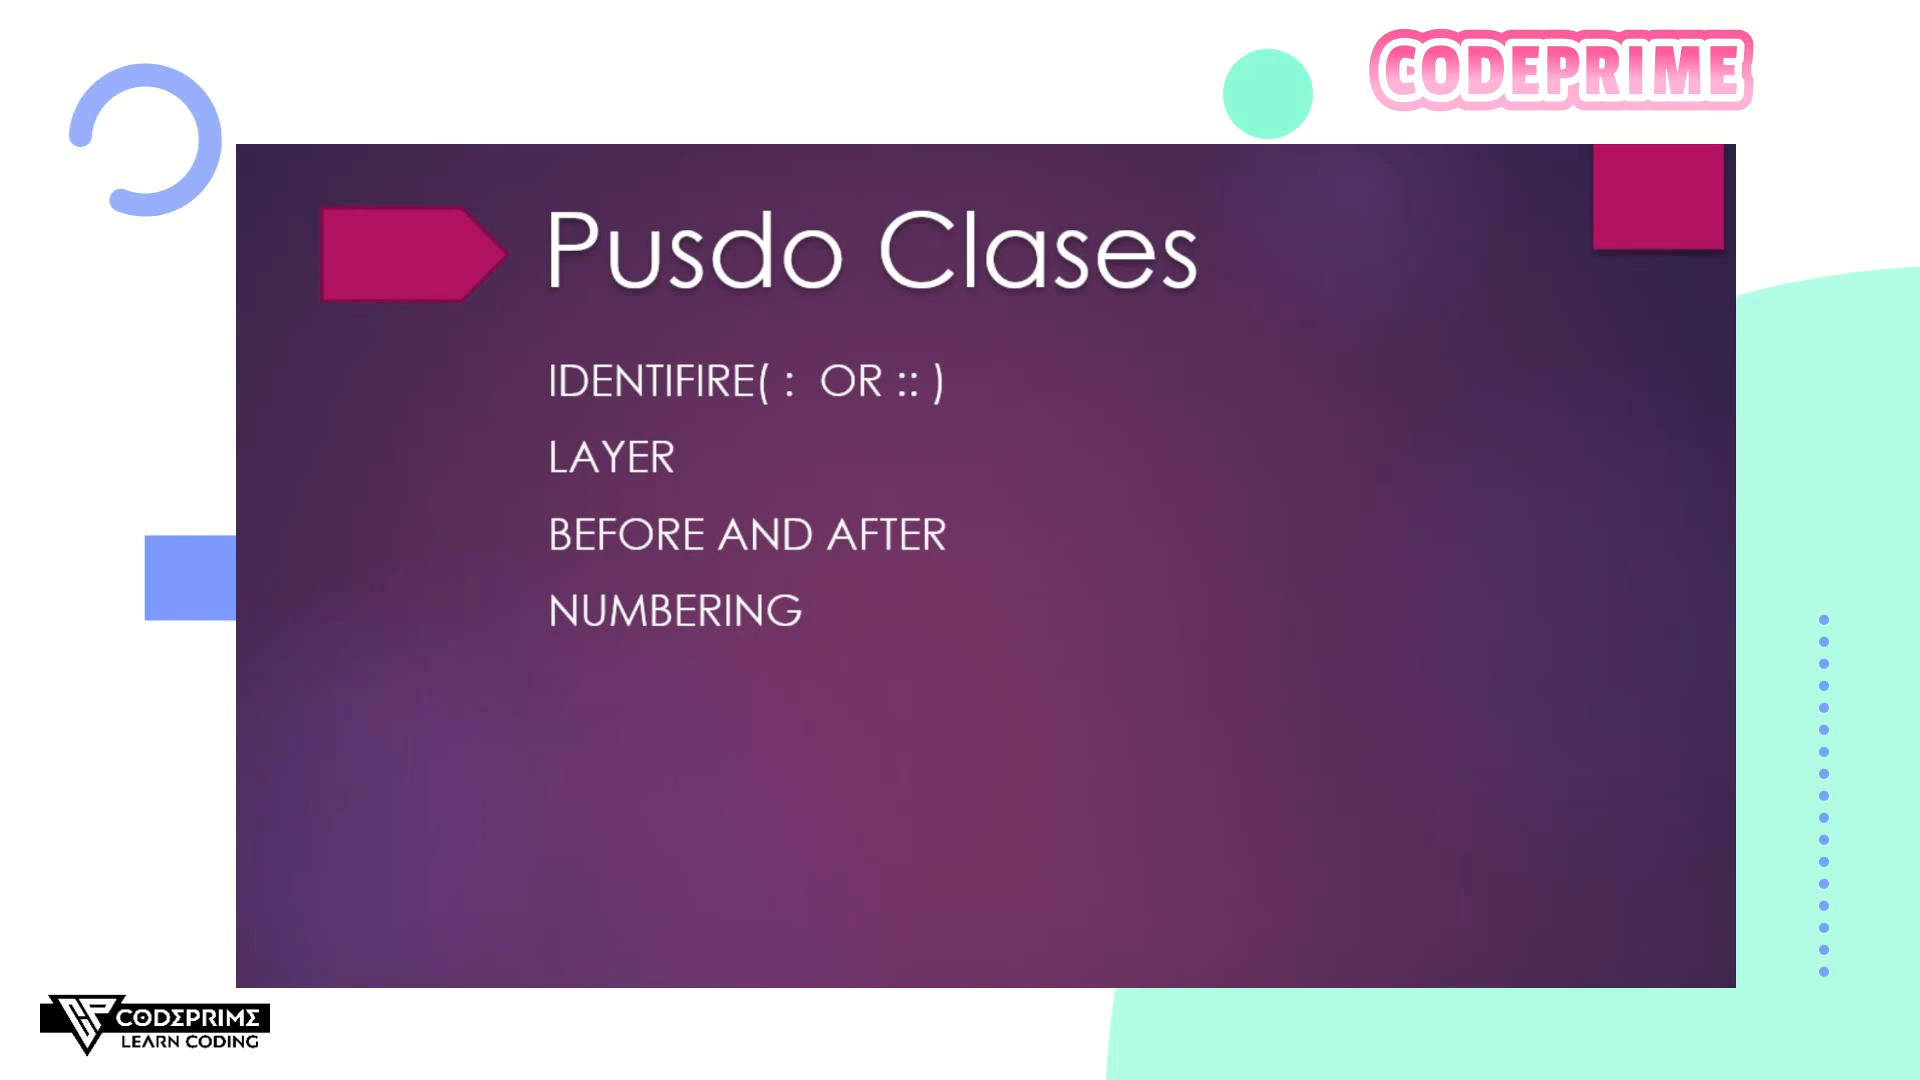 CODEPRIME
Pusdo Clases
IDENTIFIRE( : OR :: )
LAYER
BEFORE AND AFTER
NUMBERING
CODΣPRIMΣ
LEARN CODING